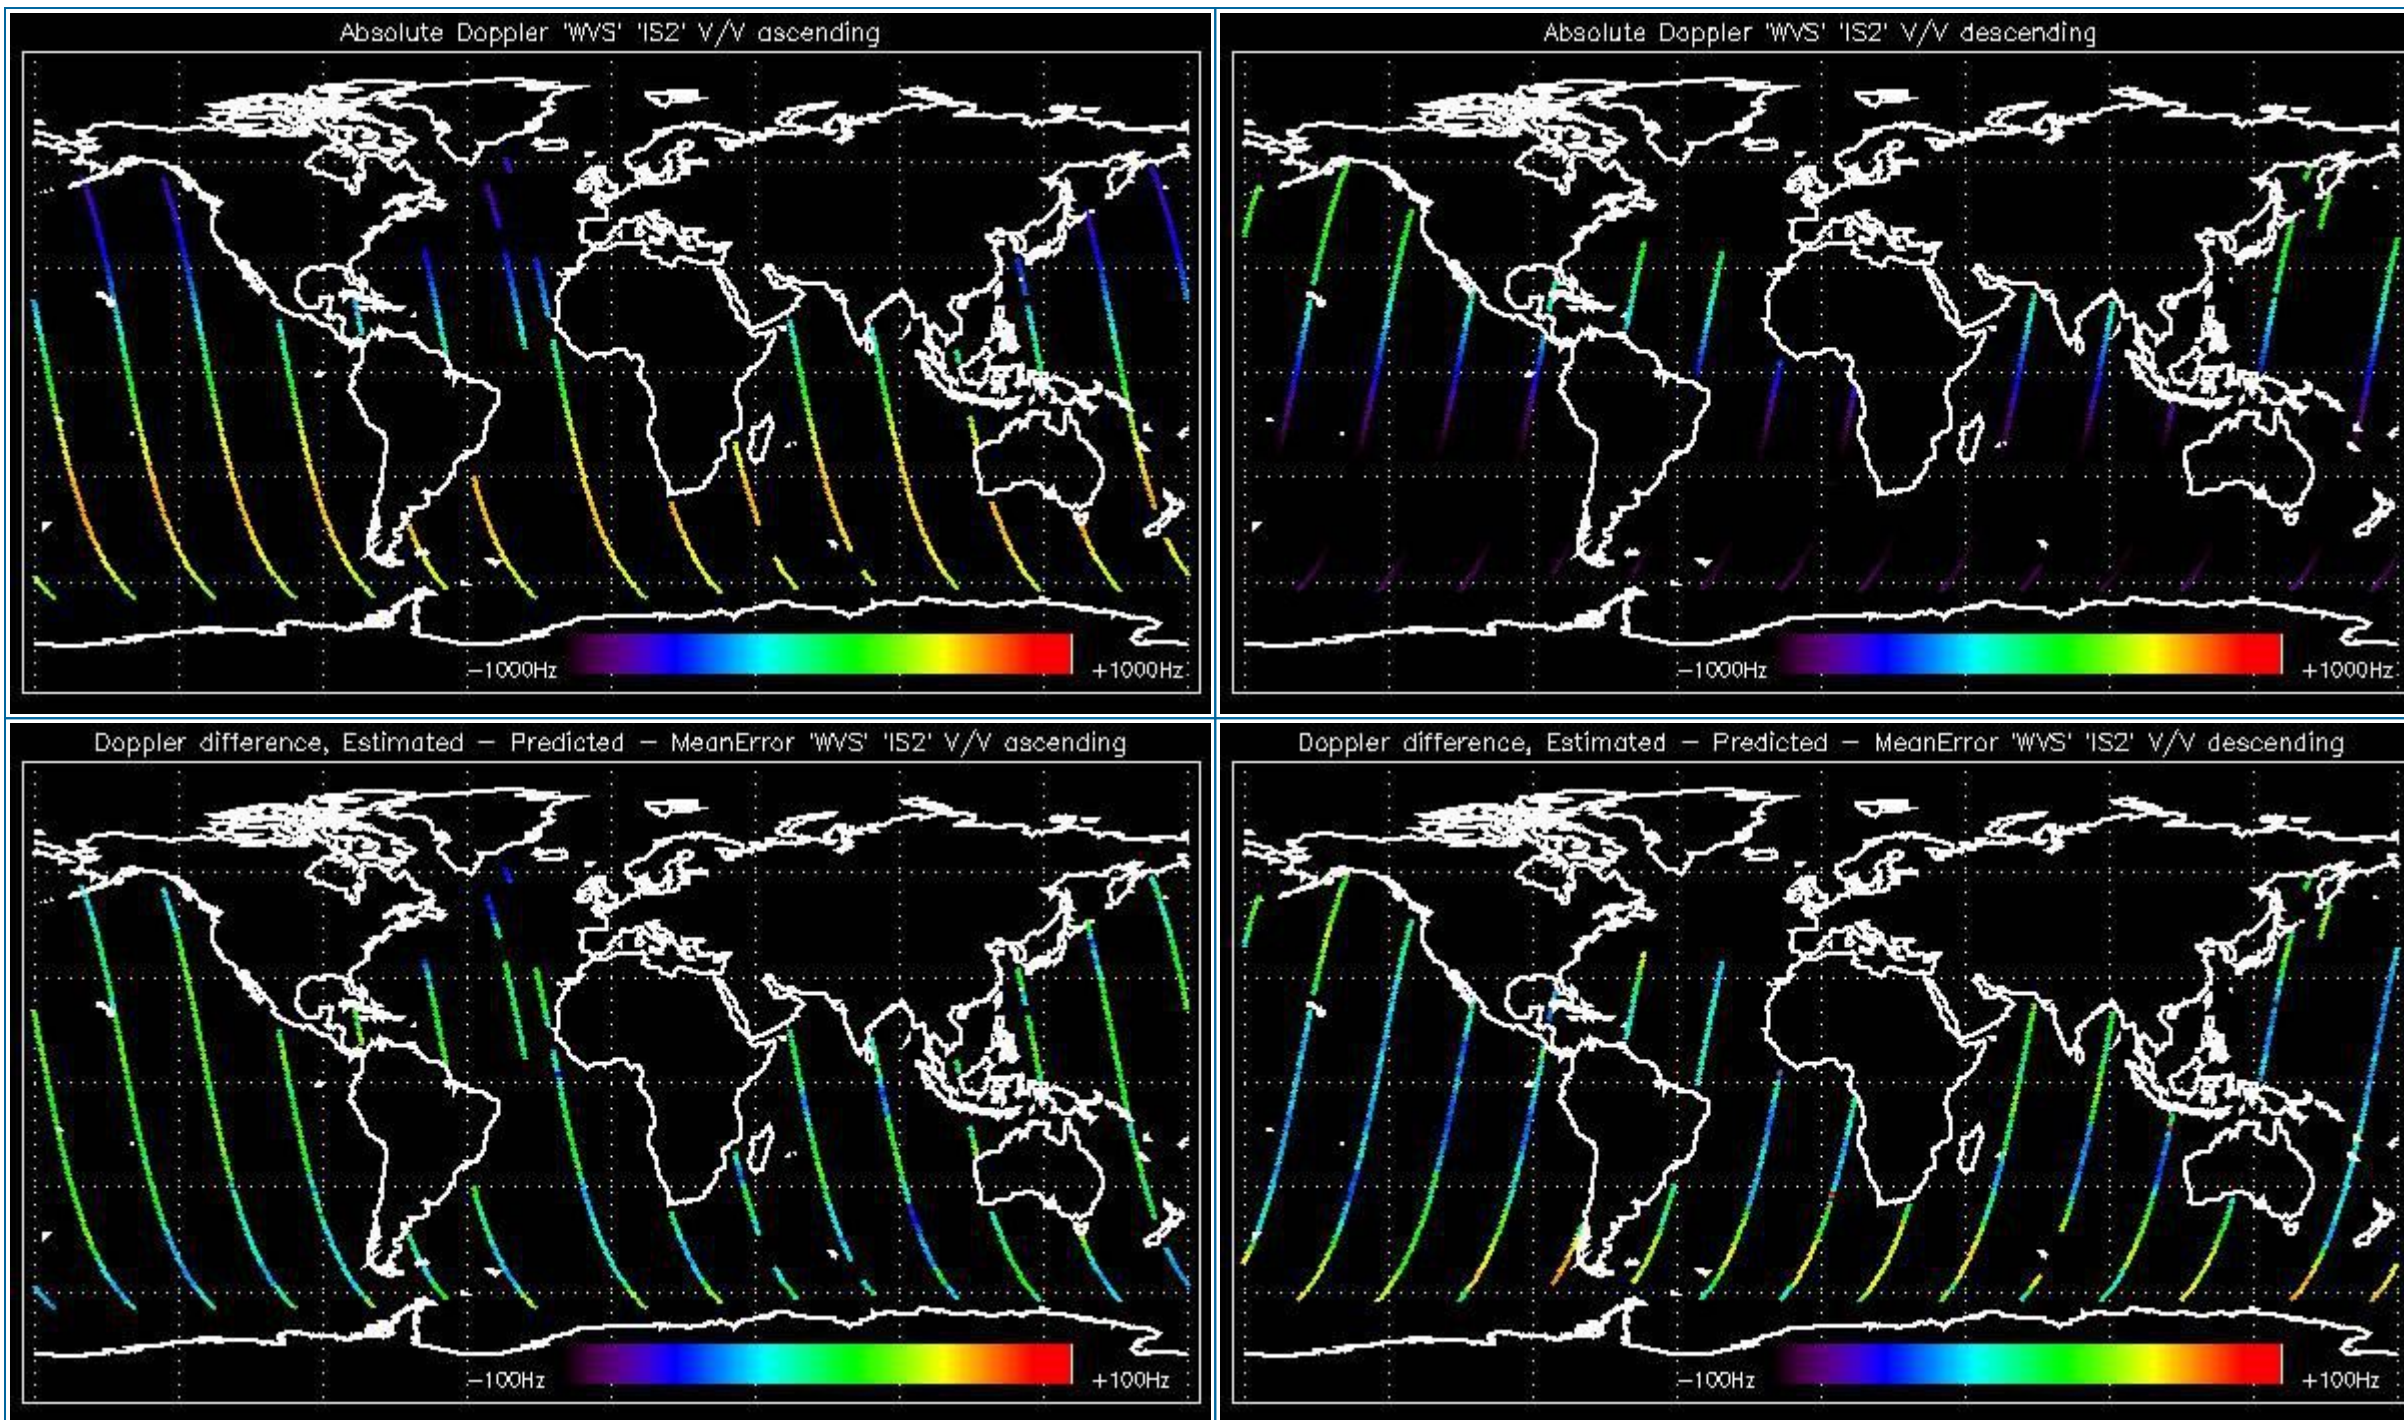 Absolute Doppler 'WVS' 'IS2' V/V ascending
-1000Hz
+1000Hz
Absolute Doppler 'WVS' 'IS2' V/V descending
-1000Hz
+1000Hz
Doppler difference, Estimated - Predicted - MeanError 'WVS' 'IS2' V/V ascending
-100Hz
+100Hz
Doppler difference, Estimated - Predicted - MeanError 'WVS' 'IS2' V/V descending
-100Hz
+100Hz